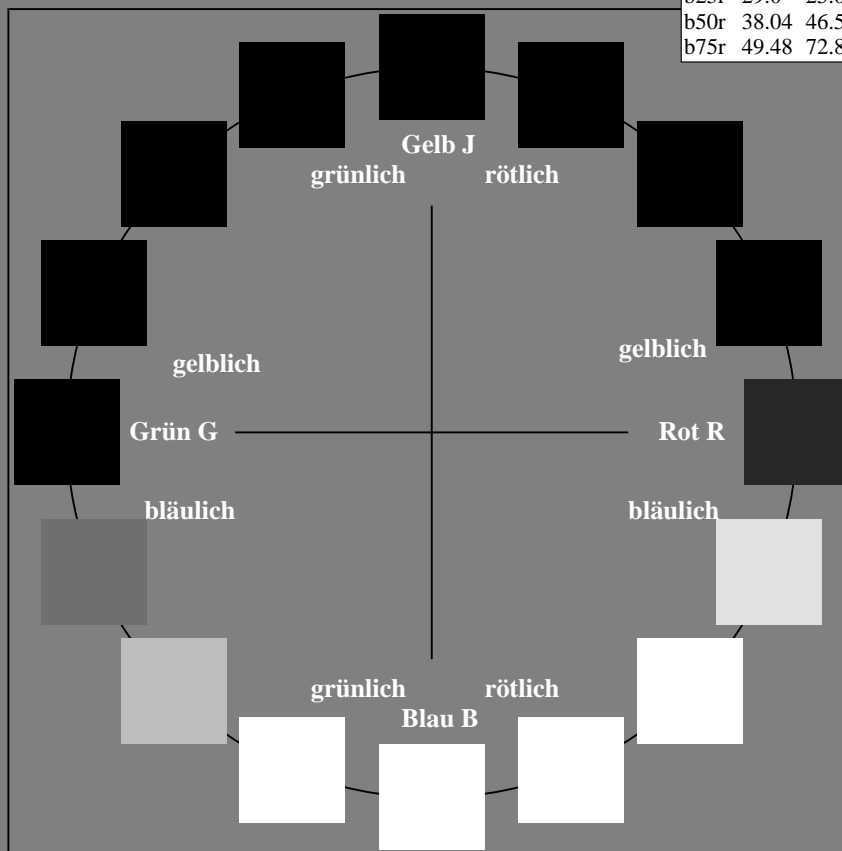 b50r 38.04 46.5
b75r 49.48 72.8
Gelb J
grünlich rötlich
gelblich gelblich
Grün G Rot R
bläulich bläulich
grünlich rötlich
Blau B